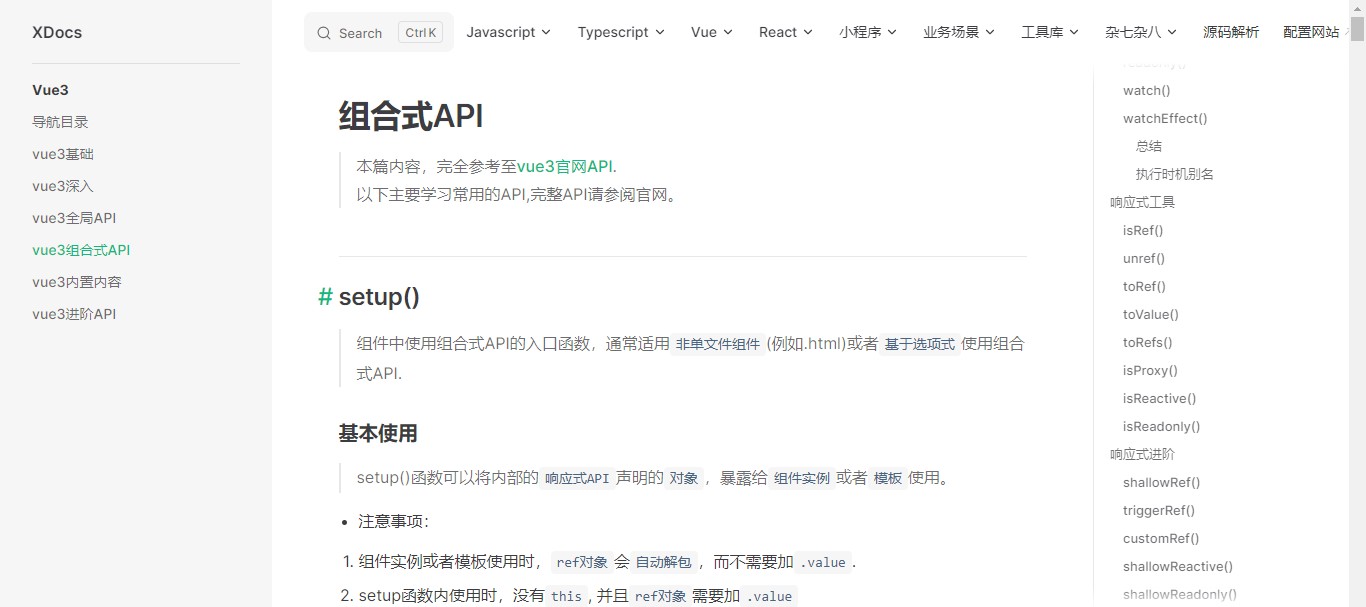 XDocs
Search Ctrl K Javascript Typescript Vue React 小程序 业务场景 工具库 杂七杂八 源码解析 配置网站
Vue3
导航目录
vue3基础
vue3深入
vue3全局API
vue3组合式API
vue3内置内容
vue3进阶API
组合式API
本篇内容，完全参考至vue3官网API.
以下主要学习常用的API,完整API请参阅官网。
# setup()
组件中使用组合式API的入口函数，通常适用 非单文件组件 (例如.html)或者 基于选项式 使用组合
式API.
基本使用
setup()函数可以将内部的 响应式API 声明的 对象 ，暴露给 组件实例 或者 模板 使用。
• 注意事项：
1. 组件实例或者模板使用时， ref对象 会 自动解包 ，而不需要加 .value .
2. setup函数内使用时，没有 this , 并且 ref对象 需要加 .value
readonly()
watch()
watchEffect()
总结
执行时机别名
响应式工具
isRef()
unref()
toRef()
toValue()
toRefs()
isProxy()
isReactive()
isReadonly()
响应式进阶
shallowRef()
triggerRef()
customRef()
shallowReactive()
shallowReadonly()